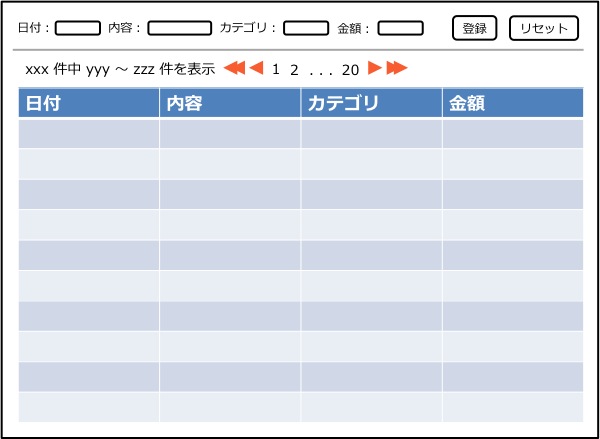 日付： 内容： カテゴリ： 金額： 登録 リセット
xxx 件中 yyy ～ zzz 件を表示 1 2 . . . 20
日付 内容 カテゴリ 金額